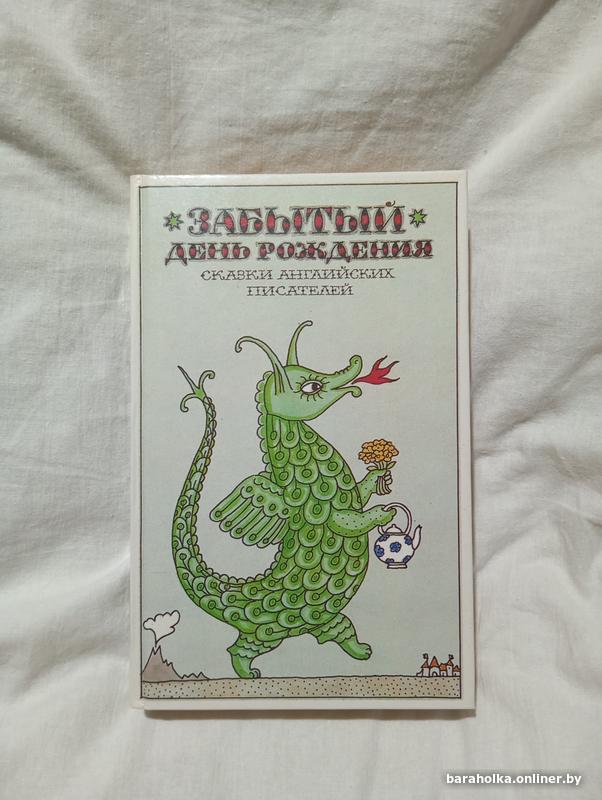 ЗАБЫТЫЙ
ДЕНЬ РОЖДЕНИЯ
СКАЗКИ АНГЛИЙСКИХ
ПИСАТЕЛЕЙ
baraholka.onliner.by